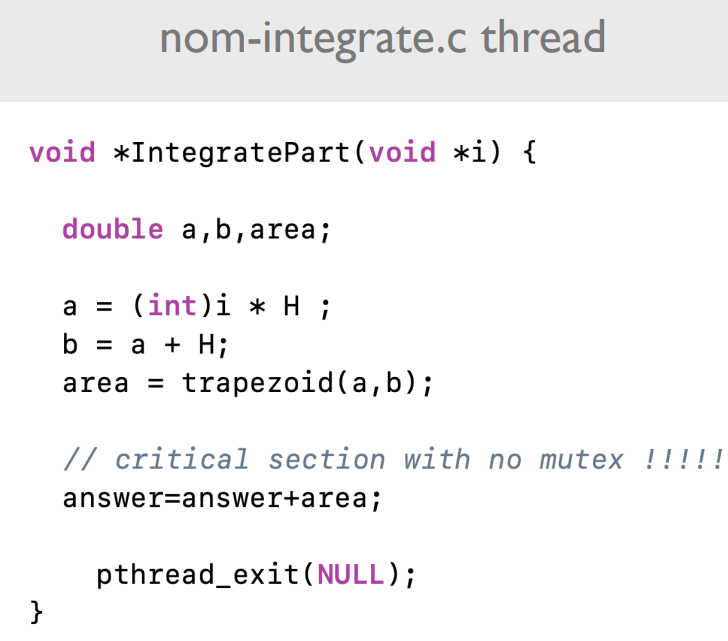 nom-integrate.c thread
void *IntegratePart(void *i) {
double a,b,area;
a = (int)i * H ;
b = a + H;
area = trapezoid(a,b);
// critical section with no mutex !!!!!
answer=answer+area;
pthread_exit(NULL);
}